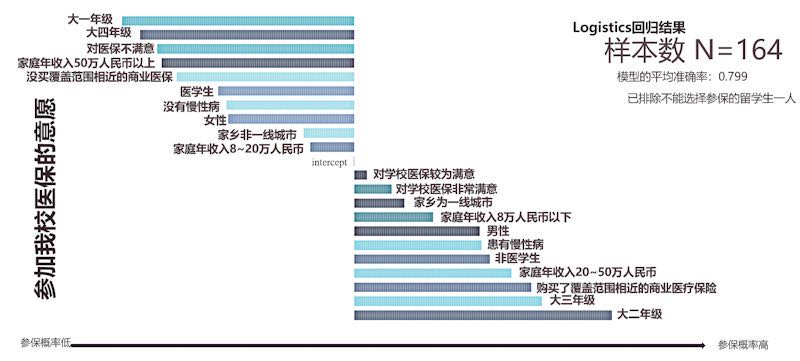 Logistics回归结果
样本数 N=164
模型的平均准确率：0.799
已排除不能选择参保的留学生一人
参加我校医保的意愿
大一年级
大四年级
对医保不满意
家庭年收入50万人民币以上
没买覆盖范围相近的商业医保
医学生
没有慢性病
女性
家乡非一线城市
家庭年收入8~20万人民币
intercept
对学校医保较为满意
对学校医保非常满意
家乡为一线城市
家庭年收入8万人民币以下
男性
患有慢性病
非医学生
家庭年收入20~50万人民币
购买了覆盖范围相近的商业医疗保险
大三年级
大二年级
参保概率低
参保概率高